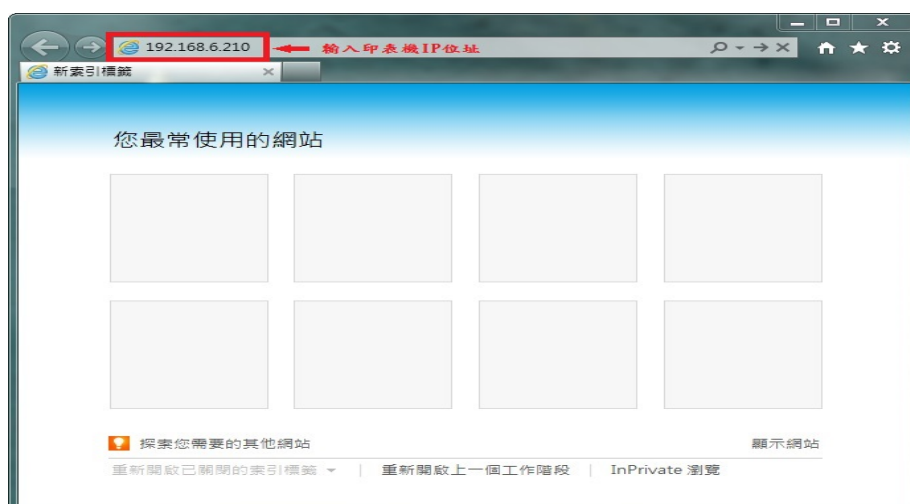 192.168.6.210 輸入印表機IP位址
新索引標籤
您最常使用的網站
探索您需要的其他網站 顯示網站
重新開啟已關閉的索引標籤 | 重新開啟上一個工作階段 | InPrivate 瀏覽